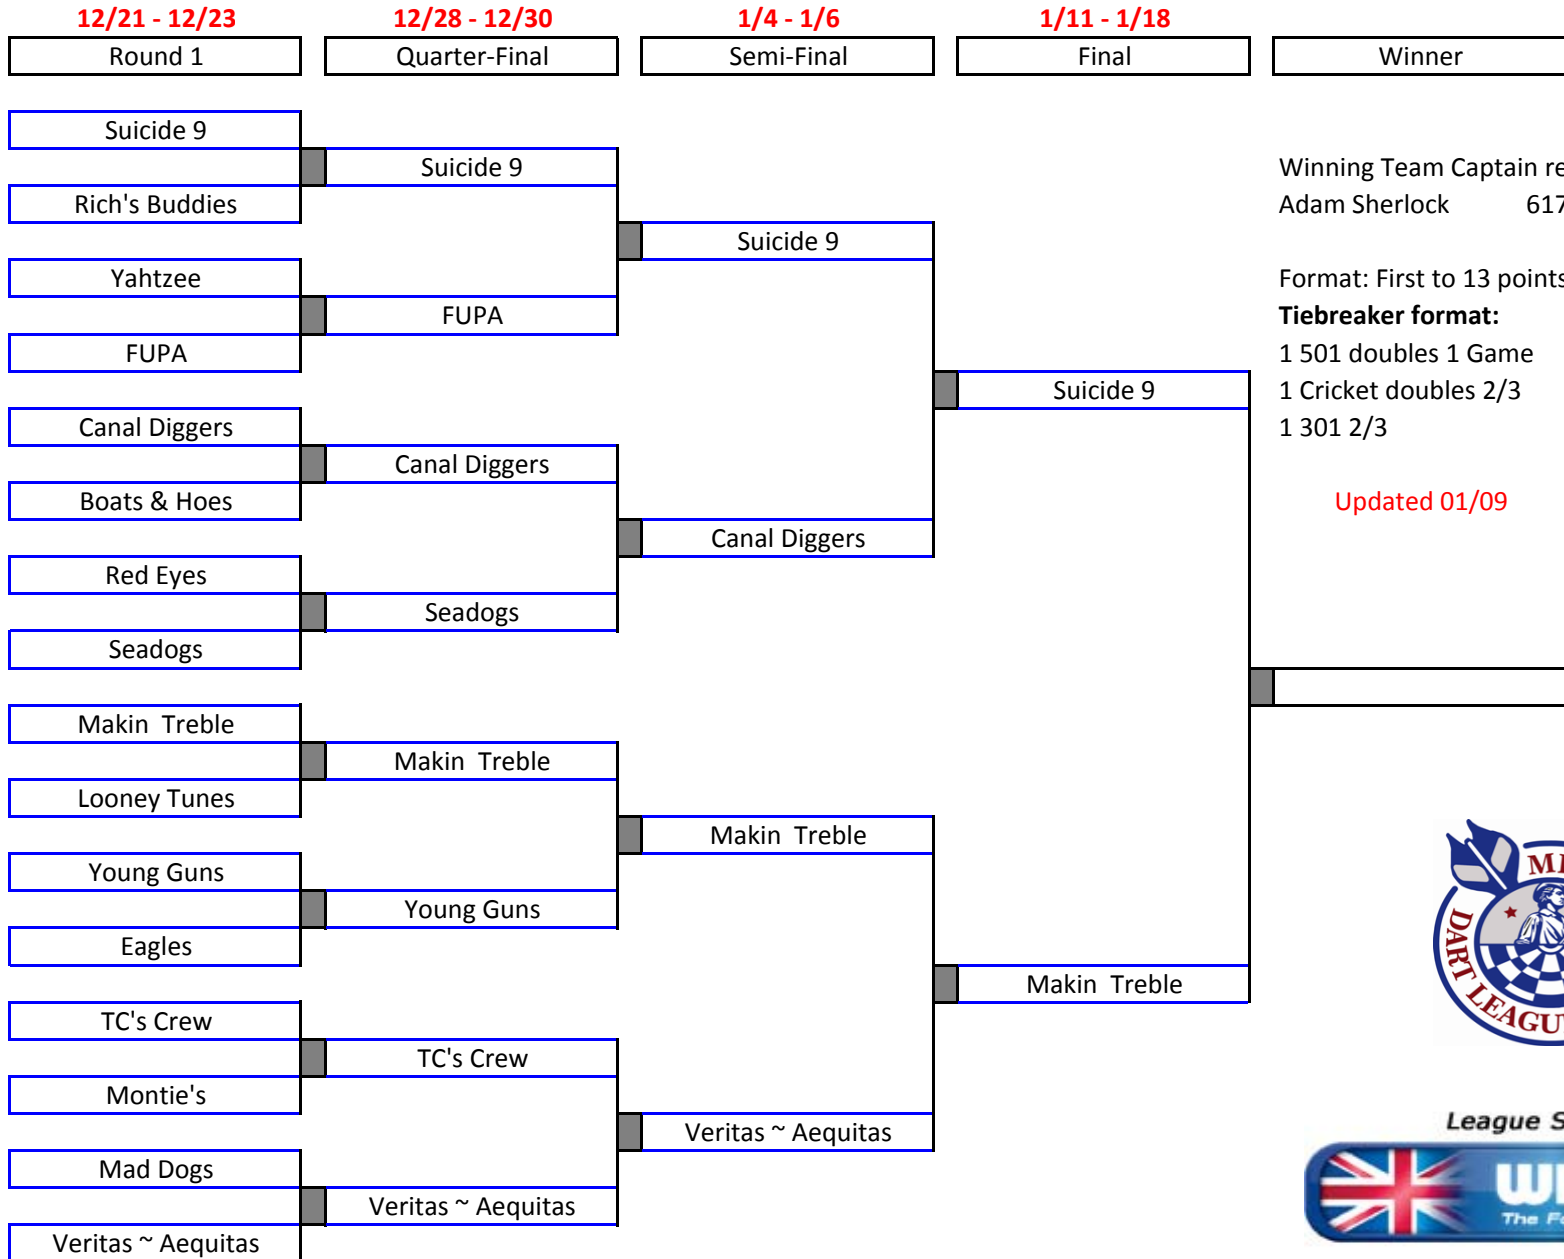 12/21 - 12/23 12/28 - 12/30 1/4 - 1/6 1/11 - 1/18
Round 1 Quarter-Final Semi-Final Final Winner
Suicide 9
Suicide 9 Winning Team Captain
Rich's Buddies Adam Sherlock 617
Suicide 9
Yahtzee Format: First to 13 points
FUPA Tiebreaker format:
FUPA 1 501 doubles 1 Game
Suicide 9 1 Cricket doubles 2/3
Canal Diggers 1 301 2/3
Canal Diggers
Boats & Hoes Updated 01/09
Canal Diggers
Red Eyes
Seadogs
Seadogs
Makin Treble
Makin Treble
Looney Tunes
Makin Treble
Young Guns
Young Guns
Eagles
Makin Treble
TC's Crew
TC's Crew
Montie's
Veritas ~ Aequitas
Mad Dogs
Veritas ~ Aequitas
Veritas ~ Aequitas
DART
League
The